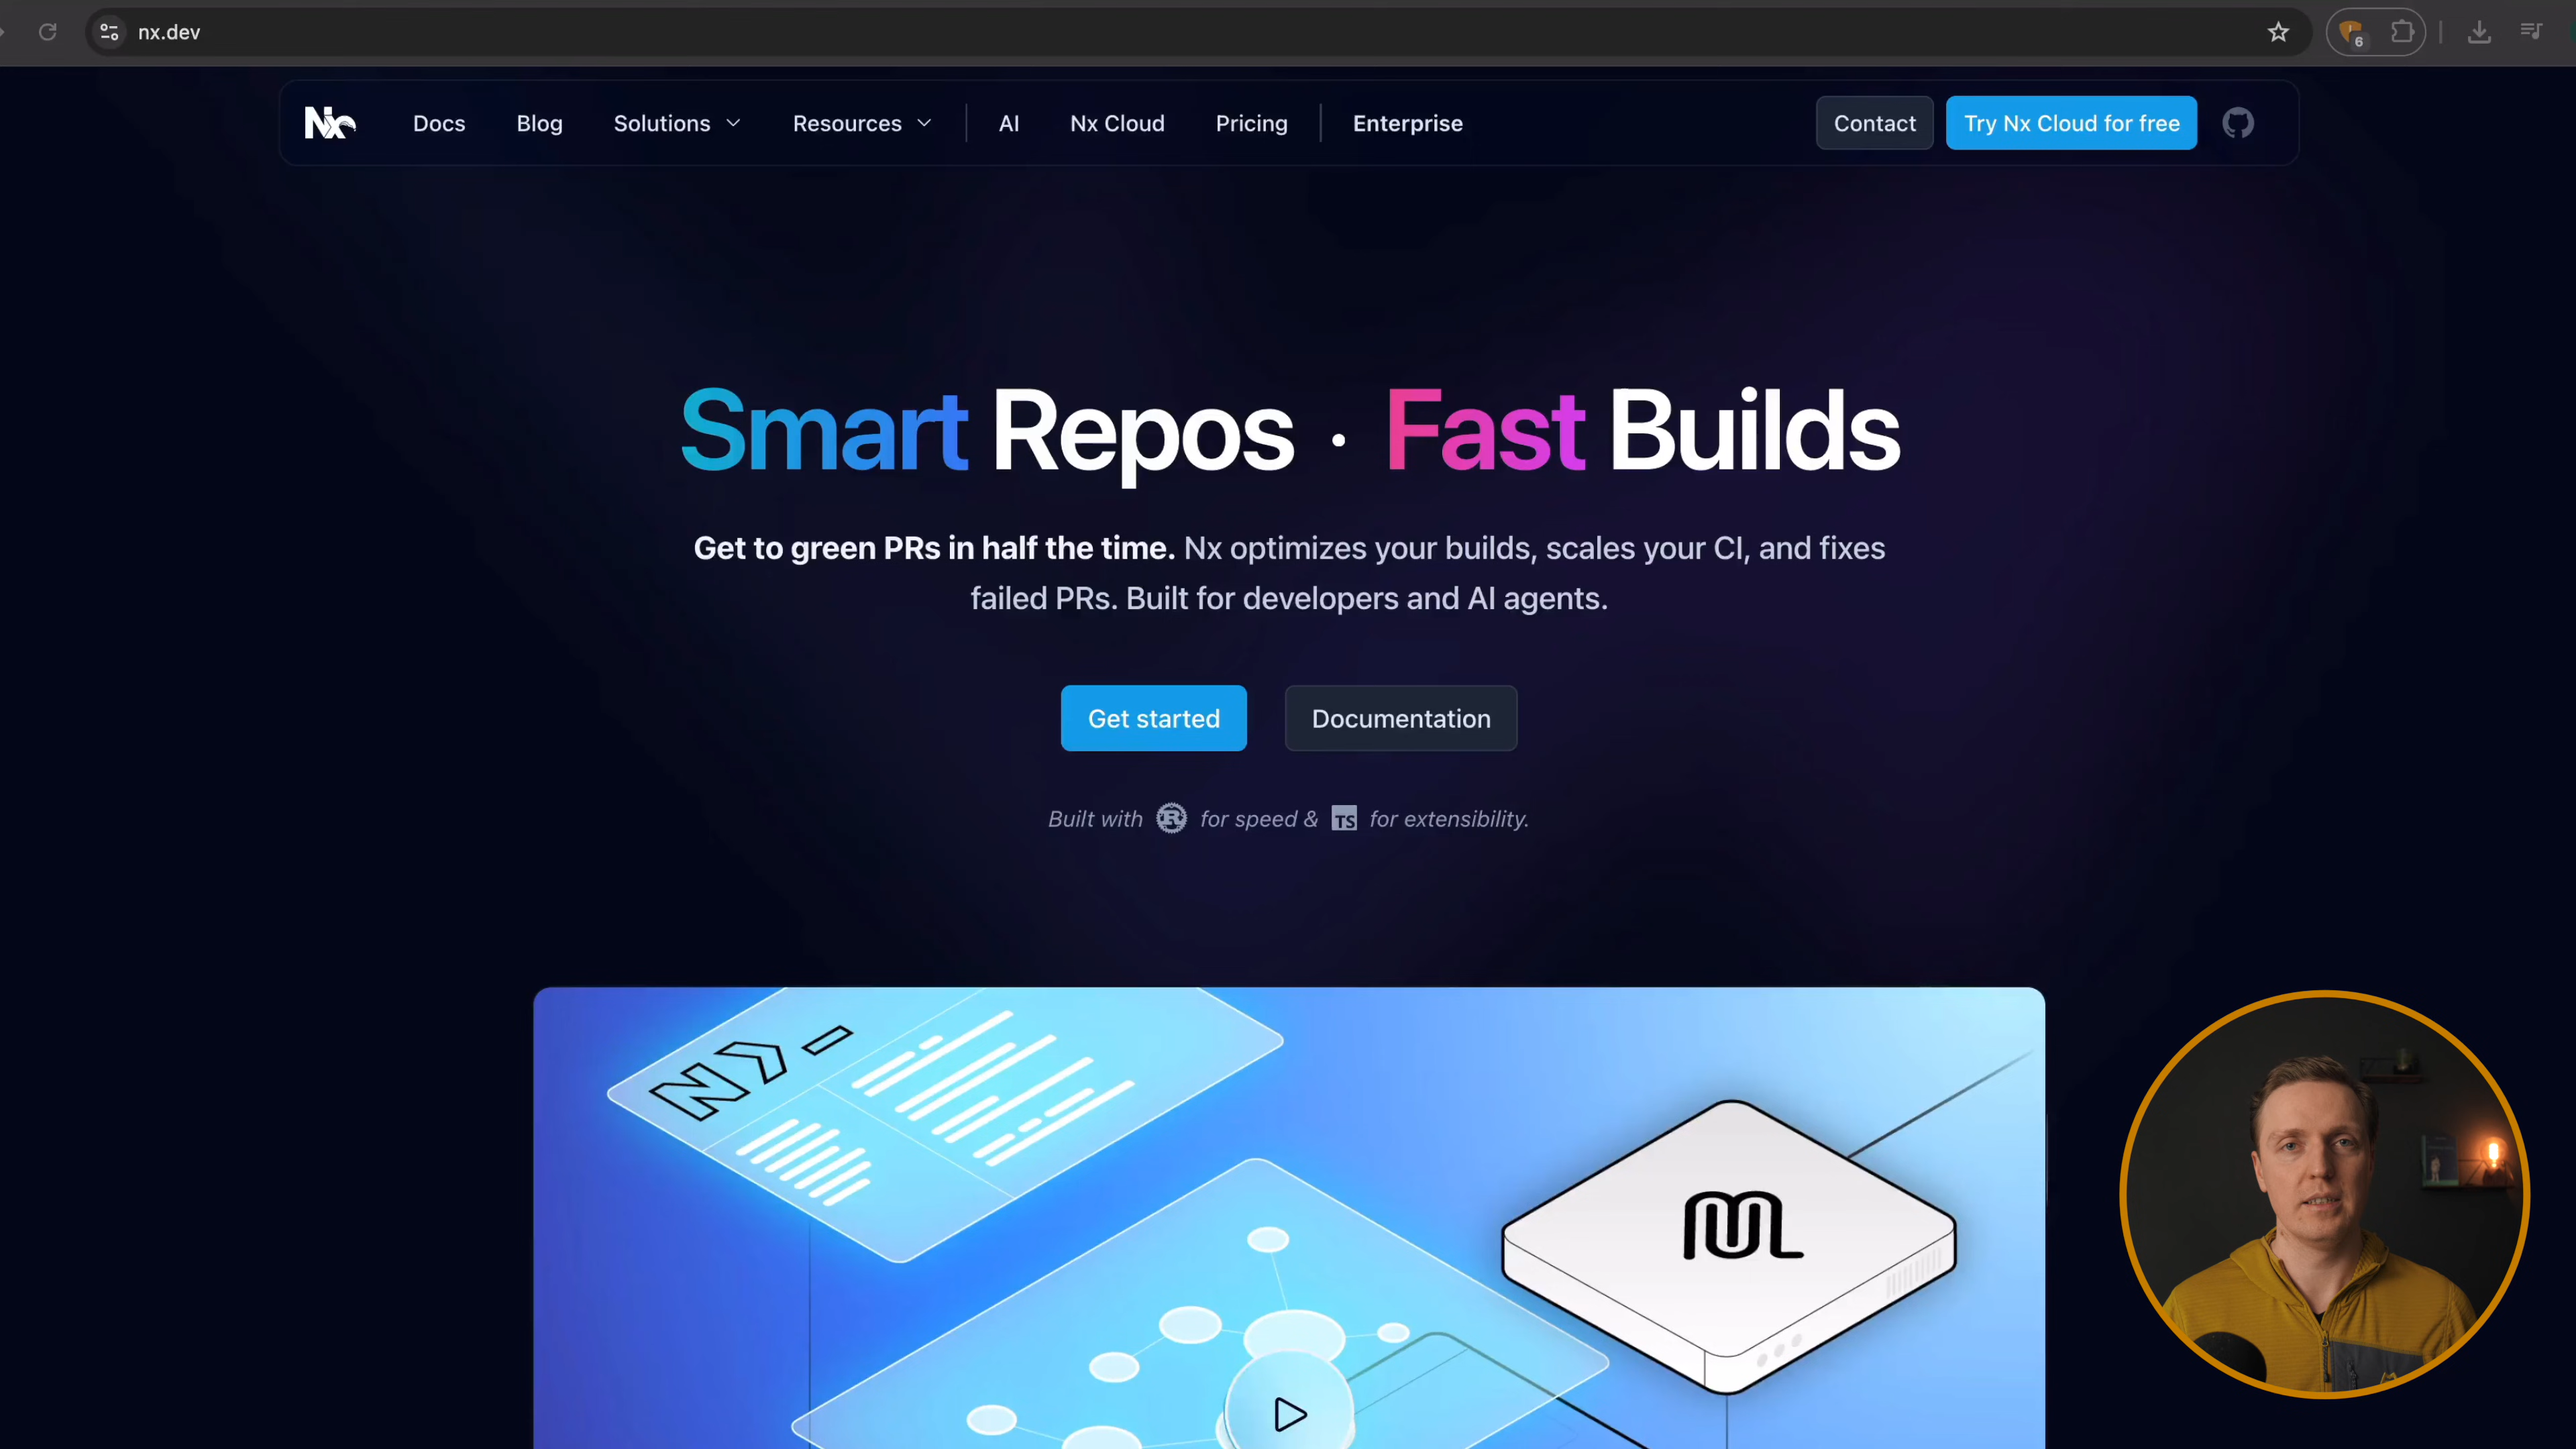 nx.dev
6
Nx
Docs Blog Solutions Resources AI Nx Cloud Pricing Enterprise Contact Try Nx Cloud for free
Smart Repos · Fast Builds
Get to green PRs in half the time. Nx optimizes your builds, scales your CI, and fixes
failed PRs. Built for developers and AI agents.
Get started Documentation
Built with R for speed & TS for extensibility.